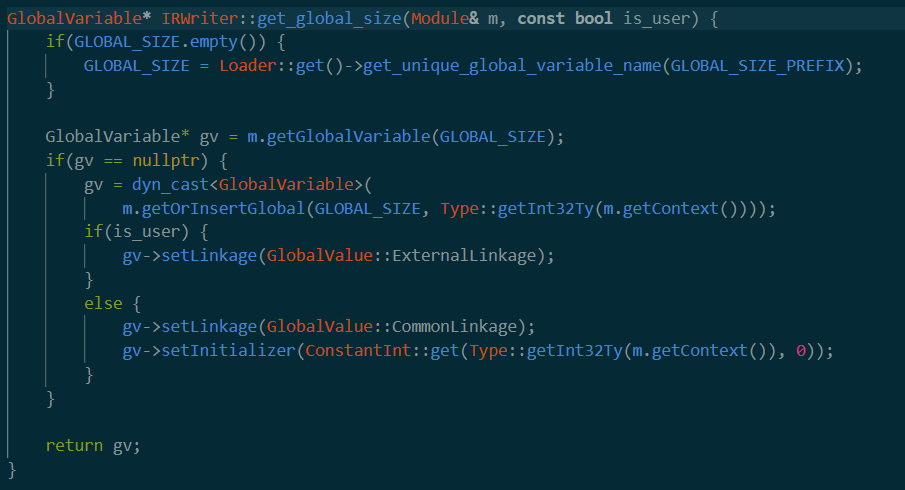 GlobalVariable* IRWriter::get_global_size(Module& m, const bool is_user) {
    if(GLOBAL_SIZE.empty()) {
        GLOBAL_SIZE = Loader::get()->get_unique_global_variable_name(GLOBAL_SIZE_PREFIX);
    }

    GlobalVariable* gv = m.getGlobalVariable(GLOBAL_SIZE);
    if(gv == nullptr) {
        gv = dyn_cast<GlobalVariable>(
            m.getOrInsertGlobal(GLOBAL_SIZE, Type::getInt32Ty(m.getContext())));
        if(is_user) {
            gv->setLinkage(GlobalValue::ExternalLinkage);
        }
        else {
            gv->setLinkage(GlobalValue::CommonLinkage);
            gv->setInitializer(ConstantInt::get(Type::getInt32Ty(m.getContext()), 0));
        }
    }

    return gv;
}